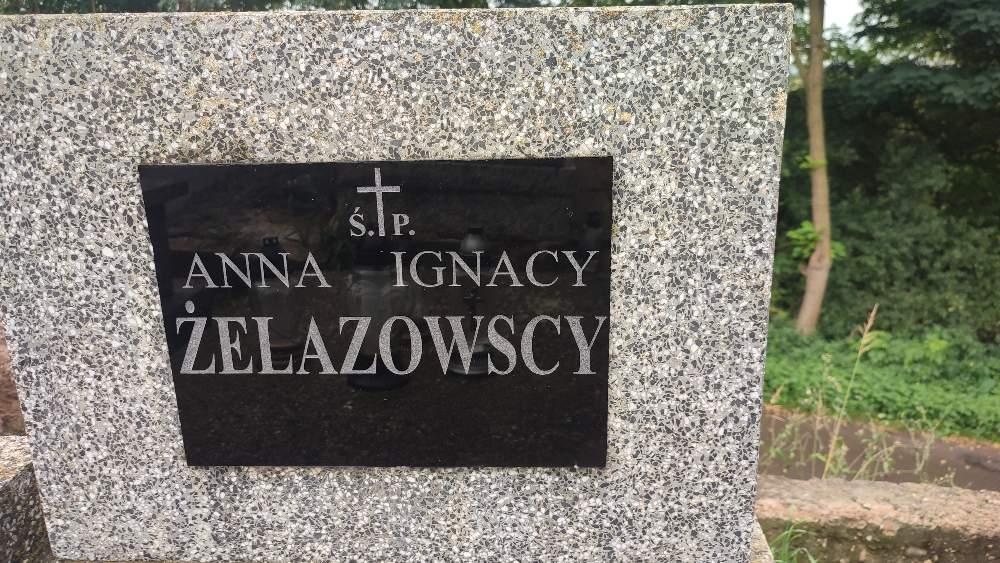 Ś. P.
ANNA IGNACY
ŻELAZOWSCY